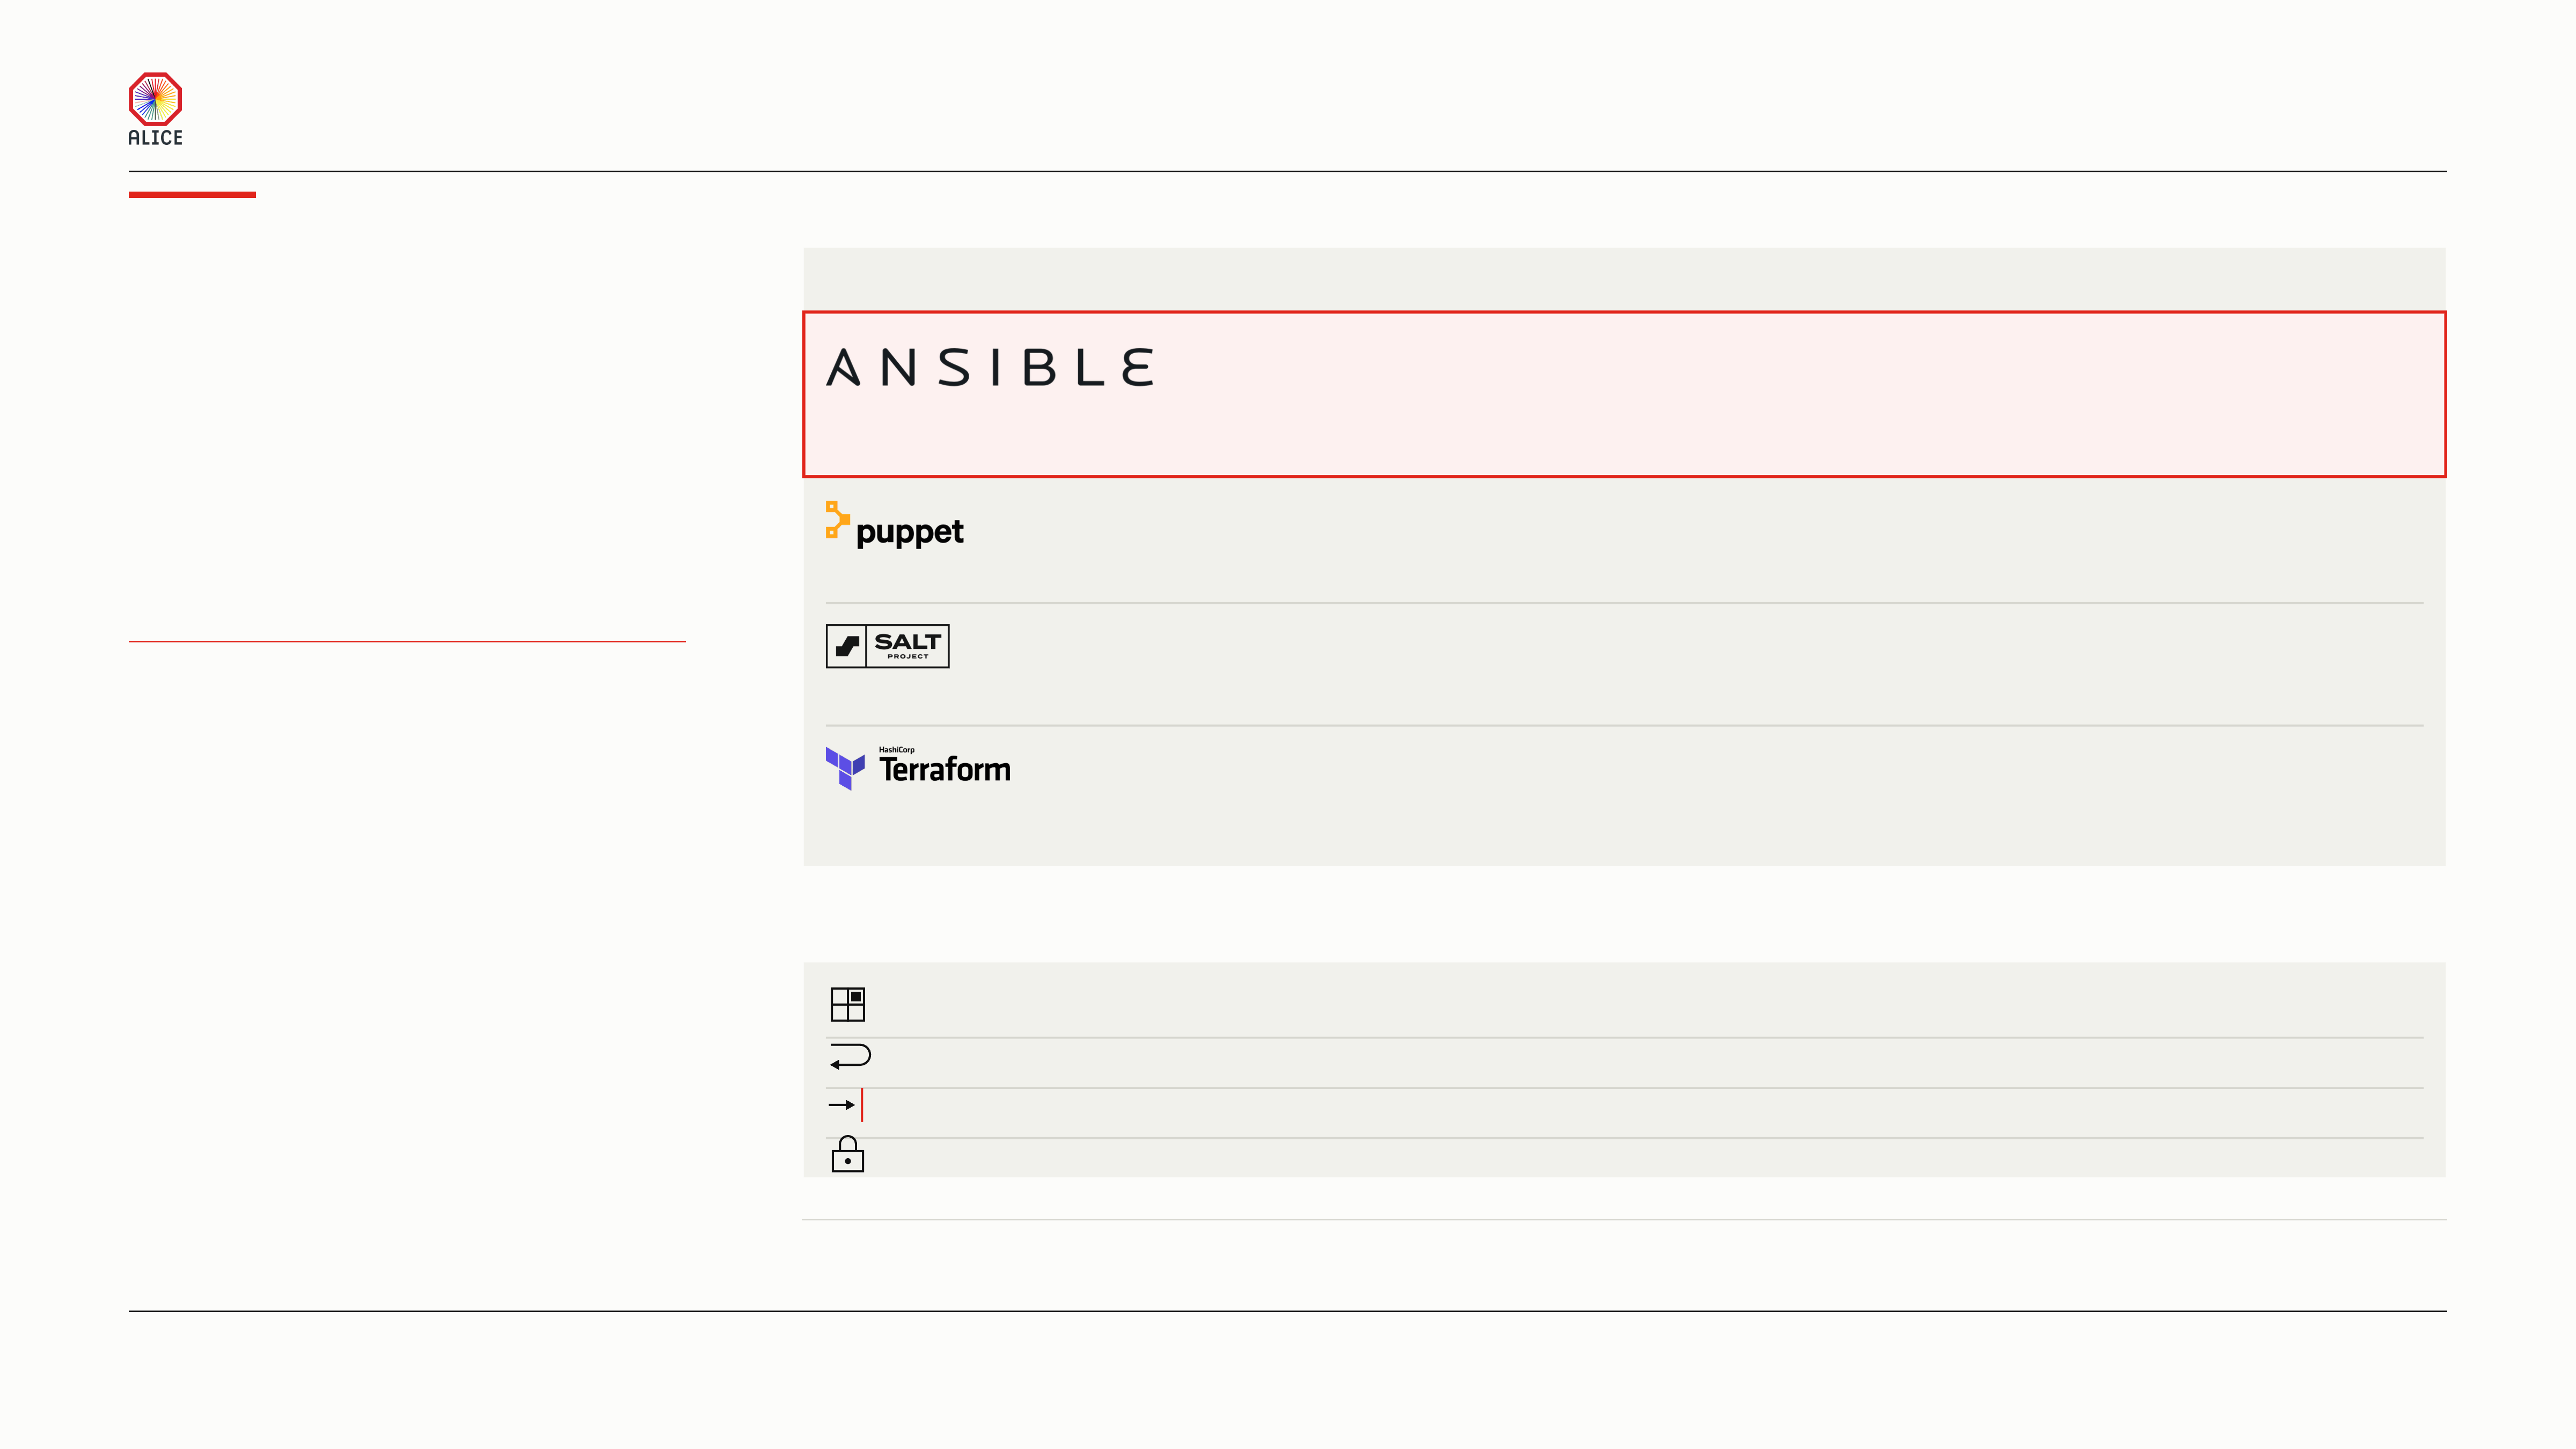 ALICE
ANSIBLE
puppet
SALT
PROJECT
HashiCorp
Terraform